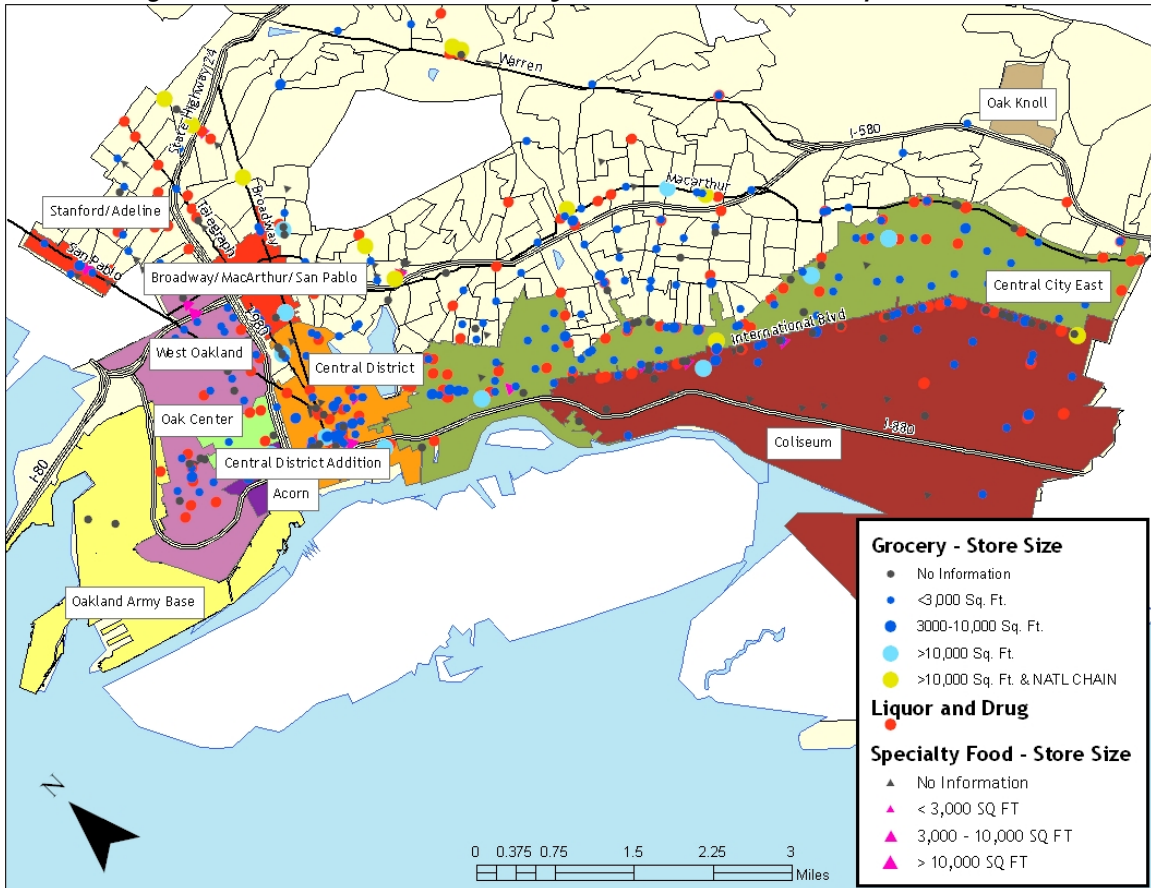 Warren
State Highway 24
Oak Knoll
I-580
Macarthur
Stanford/Adeline
Broadway
Telegraph
San Pablo
Broadway/MacArthur/San Pablo
Central City East
I-980
International Blvd
West Oakland
Central District
Oak Center
I-880
Coliseum
I-80
Central District Addition
Acorn
Oakland Army Base
Grocery - Store Size
No Information
<3,000 Sq. Ft.
3000-10,000 Sq. Ft.
>10,000 Sq. Ft.
>10,000 Sq. Ft. & NATL CHAIN
Liquor and Drug
Specialty Food - Store Size
No Information
< 3,000 SQ FT
3,000 - 10,000 SQ FT
> 10,000 SQ FT
N
0 0.375 0.75 1.5 2.25 3
Miles